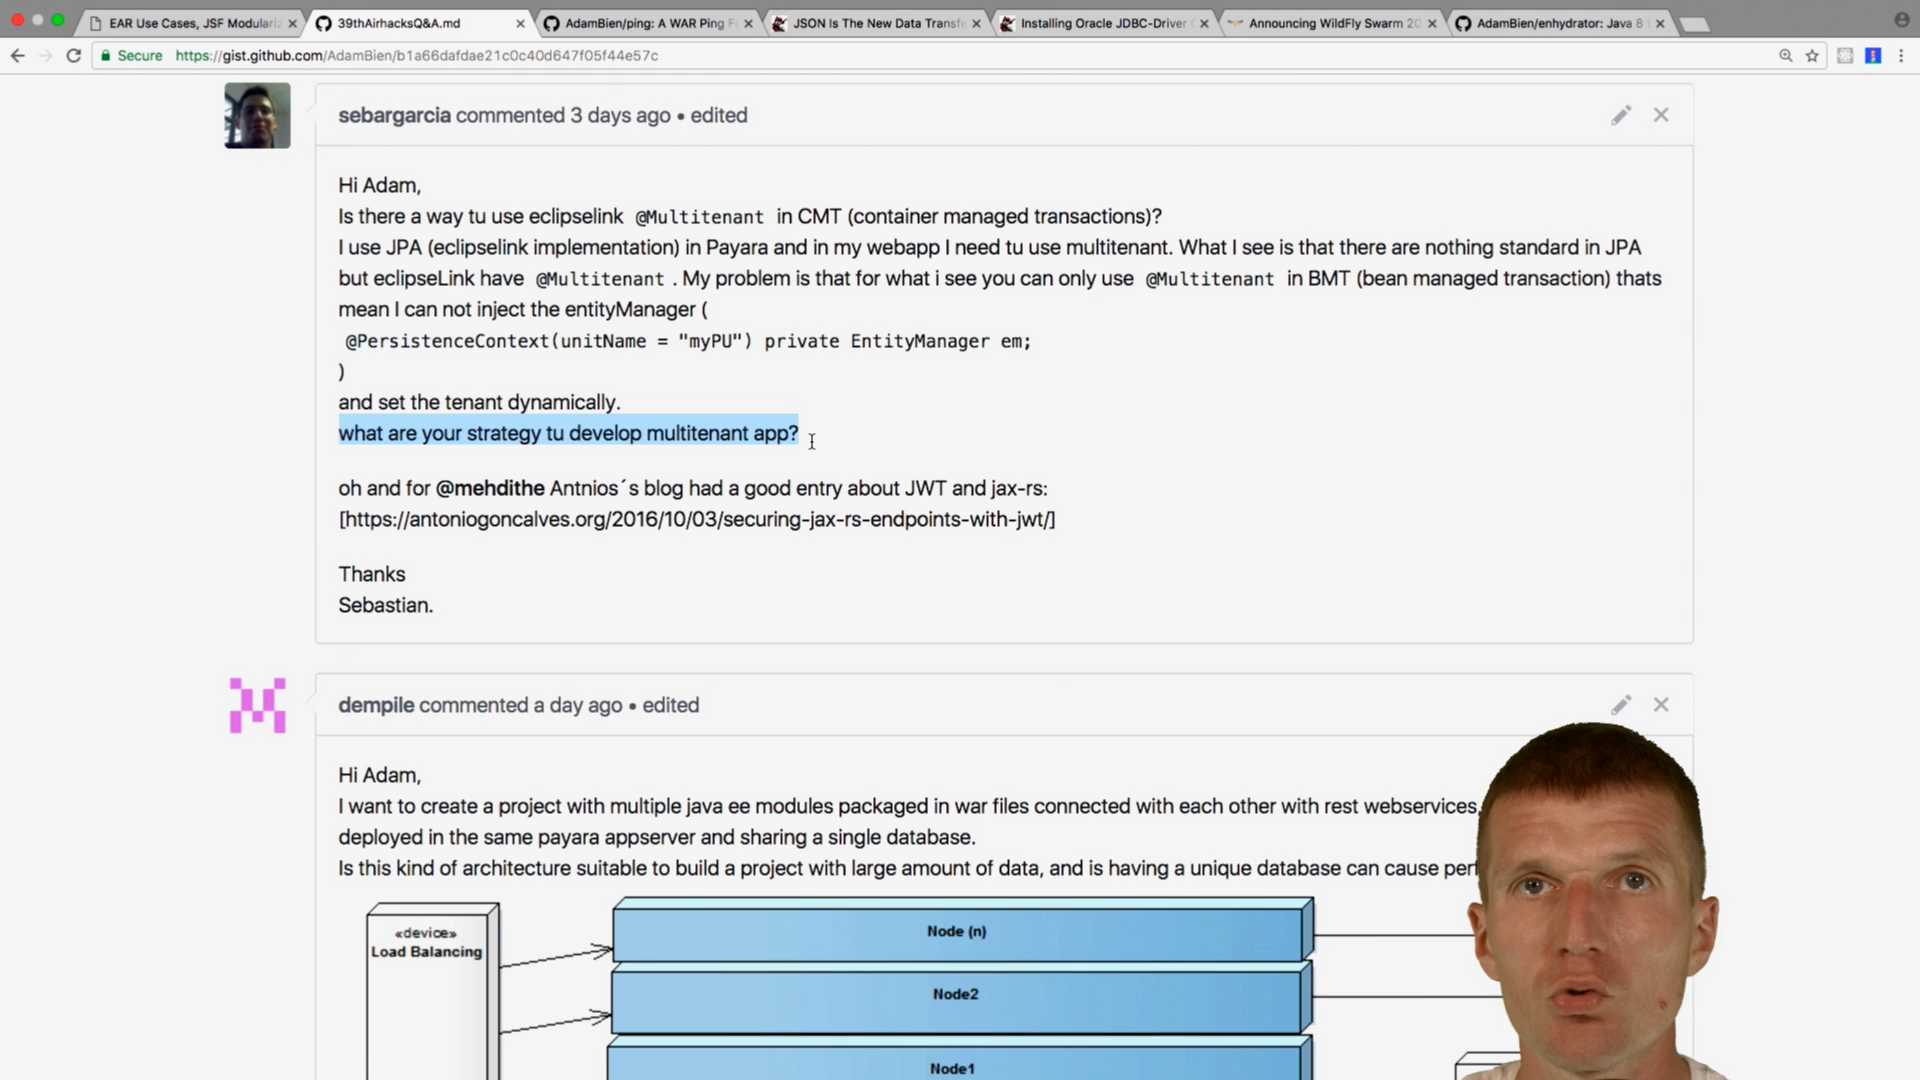 EAR Use Cases, JSF Modulari
39thAirhacksQ&A.md
AdamBien/ping: A WAR Ping F
JSON Is The New Data Transfe
Installing Oracle JDBC-Driver
Announcing WildFly Swarm 20
AdamBien/enhydrator: Java 8
Secure https://gist.github.com/AdamBien/b1a66dafdae21c0c40d647f05f44e57c
sebargarcia commented 3 days ago • edited
Hi Adam,
Is there a way tu use eclipselink @Multitenant in CMT (container managed transactions)?
I use JPA (eclipselink implementation) in Payara and in my webapp I need tu use multitenant. What I see is that there are nothing standard in JPA
but eclipseLink have @Multitenant . My problem is that for what i see you can only use @Multitenant in BMT (bean managed transaction) thats
mean I can not inject the entityManager (
@PersistenceContext(unitName = "myPU") private EntityManager em;
)
and set the tenant dynamically.
what are your strategy tu develop multitenant app?
oh and for @mehdithe Antnios´s blog had a good entry about JWT and jax-rs:
[https://antoniogoncalves.org/2016/10/03/securing-jax-rs-endpoints-with-jwt/]
Thanks
Sebastian.
dempile commented a day ago • edited
Hi Adam,
I want to create a project with multiple java ee modules packaged in war files connected with each other with rest webservices,
deployed in the same payara appserver and sharing a single database.
Is this kind of architecture suitable to build a project with large amount of data, and is having a unique database can cause perf
«device»
Load Balancing
Node (n)
Node2
Node1